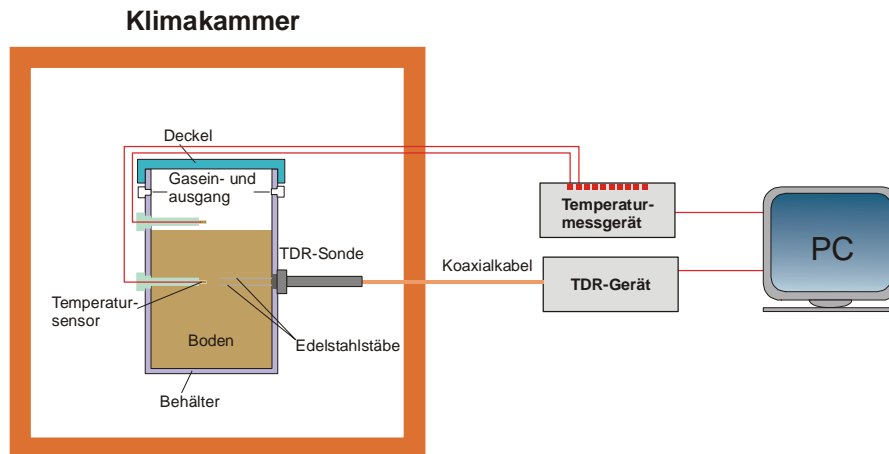 Klimakammer
Deckel
Gasein- und
ausgang
TDR-Sonde
Temperatur-
sensor
Boden
Edelstahlstäbe
Behälter
Koaxialkabel
Temperatur-
messgerät
TDR-Gerät
PC